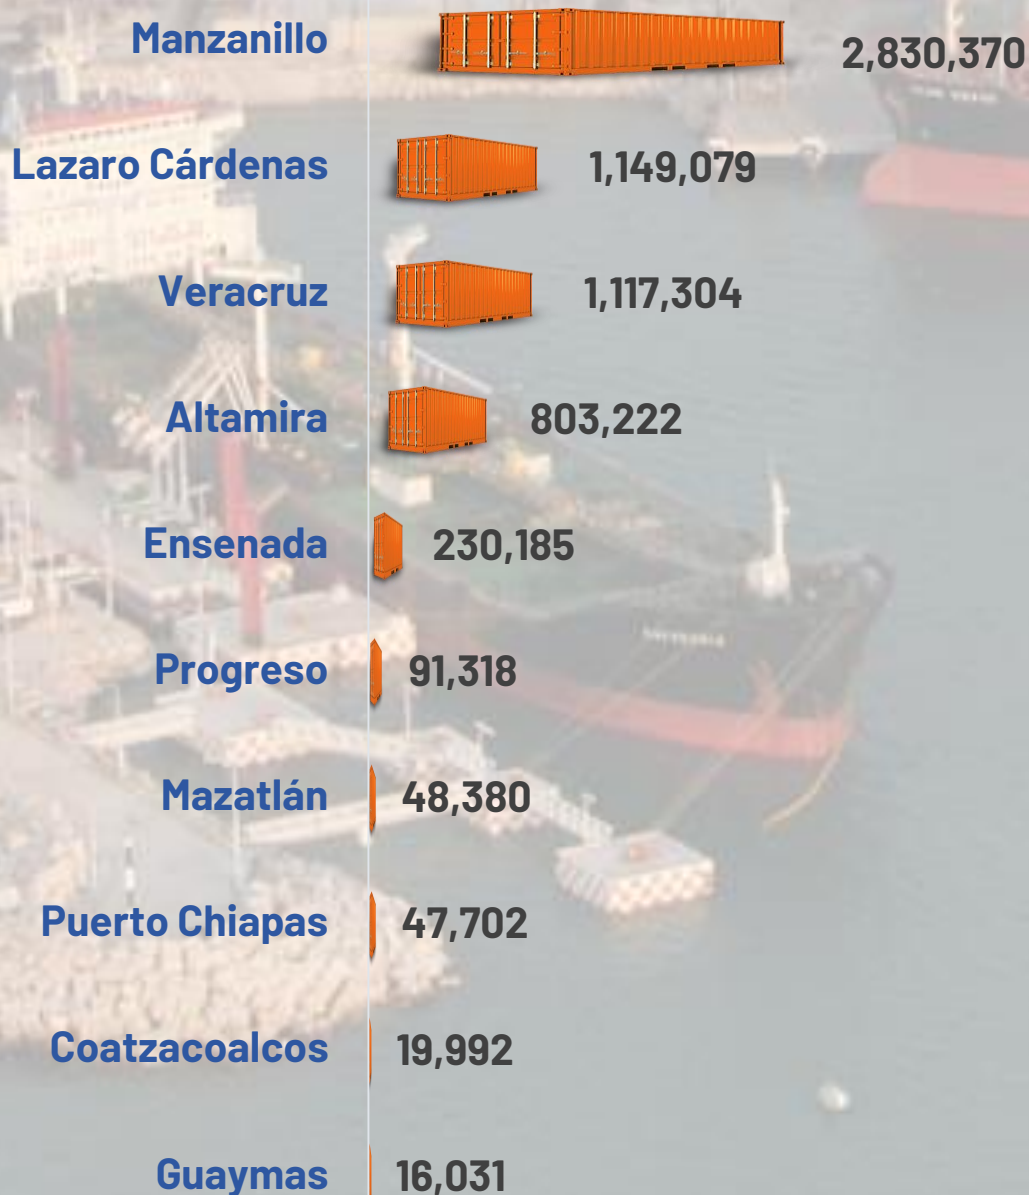 Manzanillo 2,830,370
Lazaro Cárdenas 1,149,079
Veracruz 1,117,304
Altamira 803,222
Ensenada 230,185
Progreso 91,318
Mazatlán 48,380
Puerto Chiapas 47,702
Coatzacoalcos 19,992
Guaymas 16,031